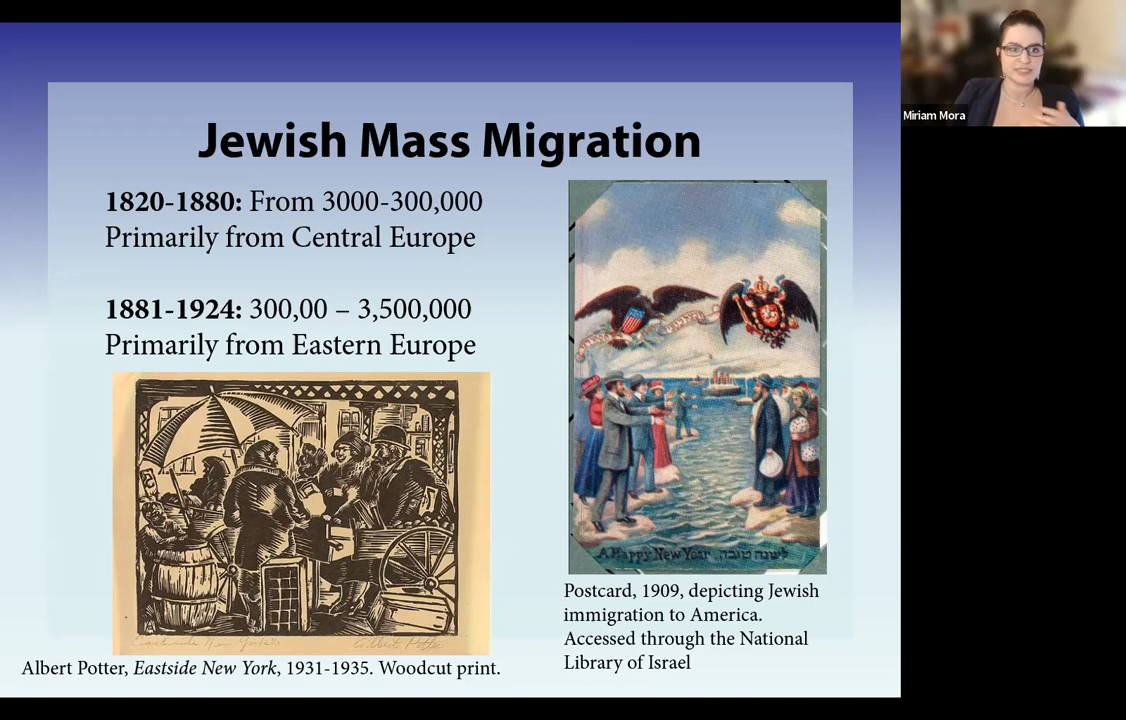 Jewish Mass Migration
1820-1880: From 3000-300,000
Primarily from Central Europe
1881-1924: 300,00 – 3,500,000
Primarily from Eastern Europe
Albert Potter, Eastside New York, 1931-1935. Woodcut print.
A Happy New Year לשנה טובה
Postcard, 1909, depicting Jewish
immigration to America.
Accessed through the National
Library of Israel
Miriam Mora